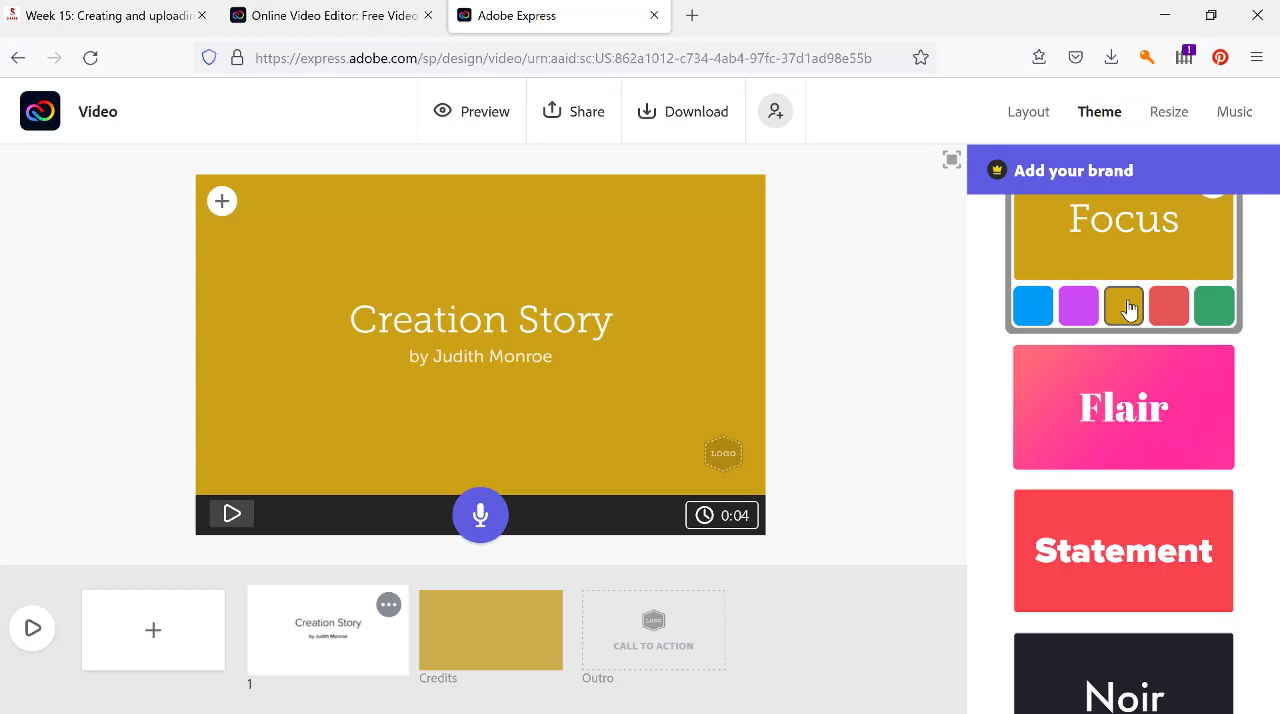 Week 15: Creating and uploadin
Online Video Editor: Free Video
Adobe Express
https://express.adobe.com/sp/design/video/urn:aaid:sc:US:862a1012-c734-4ab4-97fc-37d1ad98e55b
1
Video
Preview
Share
Download
Layout
Theme
Resize
Music
Add your brand
Focus
Creation Story
by Judith Monroe
LOGO
0:04
Flair
Statement
Noir
Creation Story
by Judith Monroe
1
Credits
LOGO
CALL TO ACTION
Outro